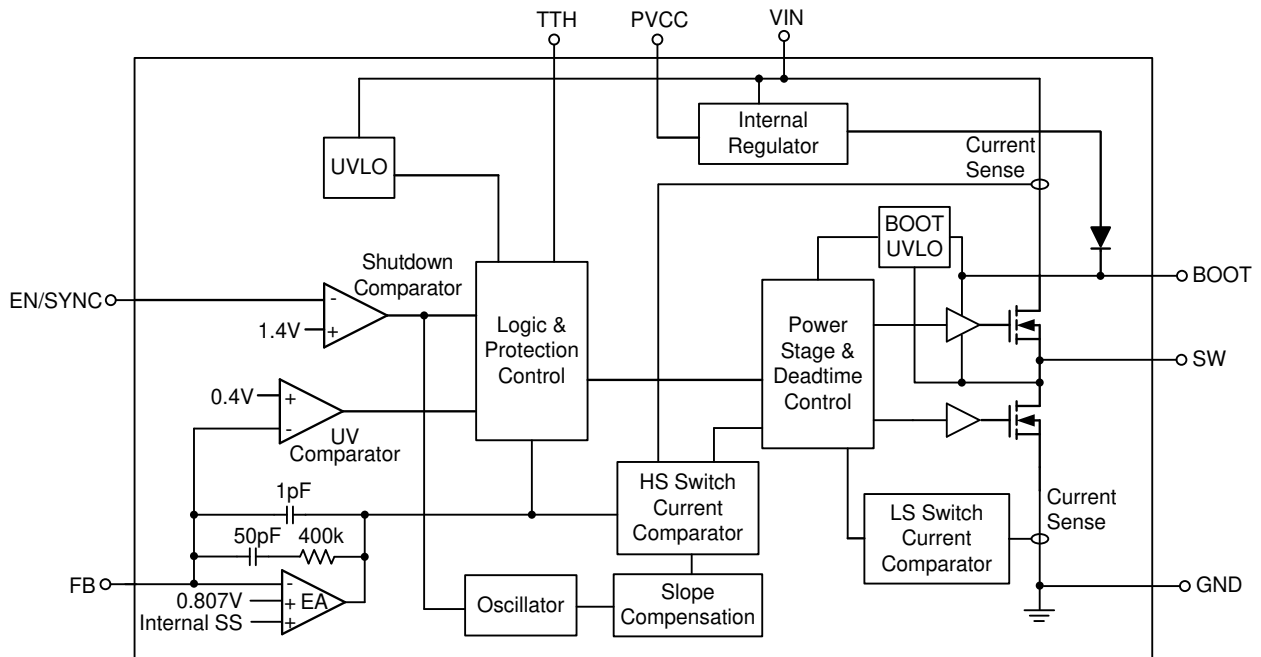 TTH
PVCC
VIN
Internal
Regulator
Current
Sense
UVLO
BOOT
UVLO
Shutdown
Comparator
EN/SYNC
-
1.4V
+
Logic &
Protection
Control
Power
Stage &
Deadtime
Control
BOOT
SW
0.4V
+
-
UV
Comparator
1pF
HS Switch
Current
Comparator
LS Switch
Current
Comparator
Current
Sense
50pF
400k
FB
-
0.807V
+
EA
Internal SS
+
Oscillator
Slope
Compensation
GND